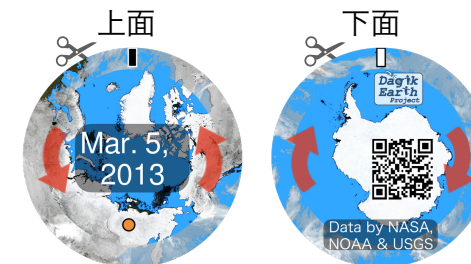 上面
下面
Dagik
Earth
Project
Mar. 5,
2013
Data by NASA,
NOAA & USGS